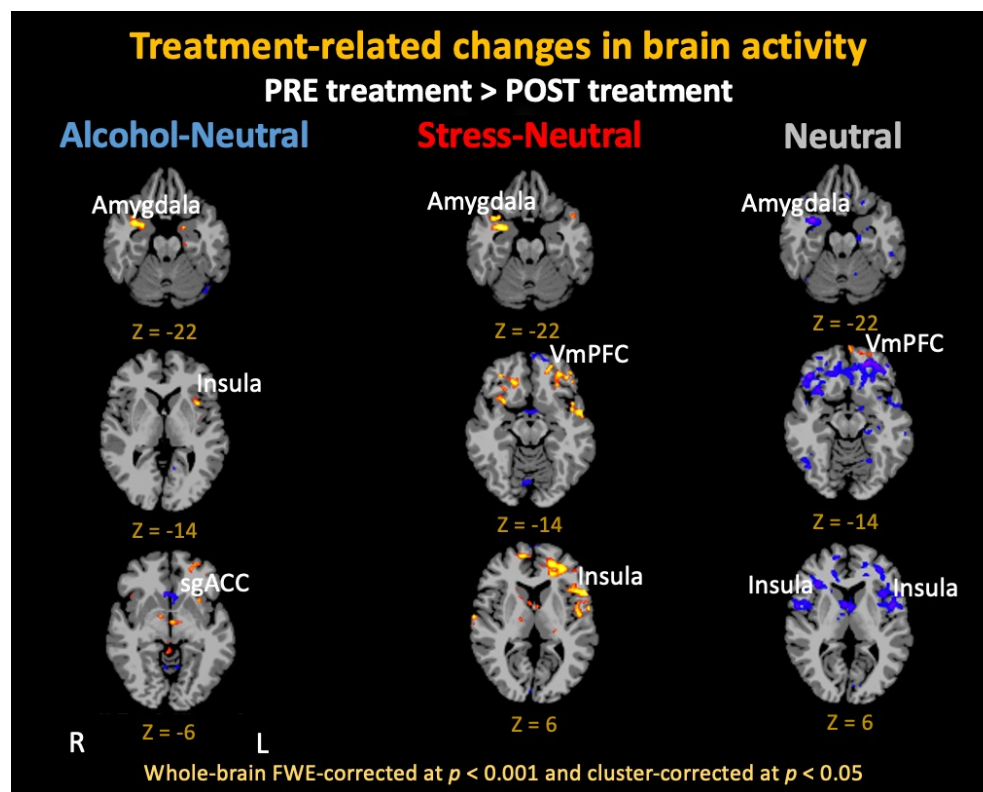 Treatment-related changes in brain activity
PRE treatment > POST treatment
Alcohol-Neutral Stress-Neutral Neutral
Amygdala Amygdala Amygdala
Z = -22 Z = -22 Z = -22
Insula VmPFC VmPFC
Z = -14 Z = -14 Z = -14
sgACC Insula Insula Insula
R Z = -6 L Z = 6 Z = 6
Whole-brain FWE-corrected at p < 0.001 and cluster-corrected at p < 0.05